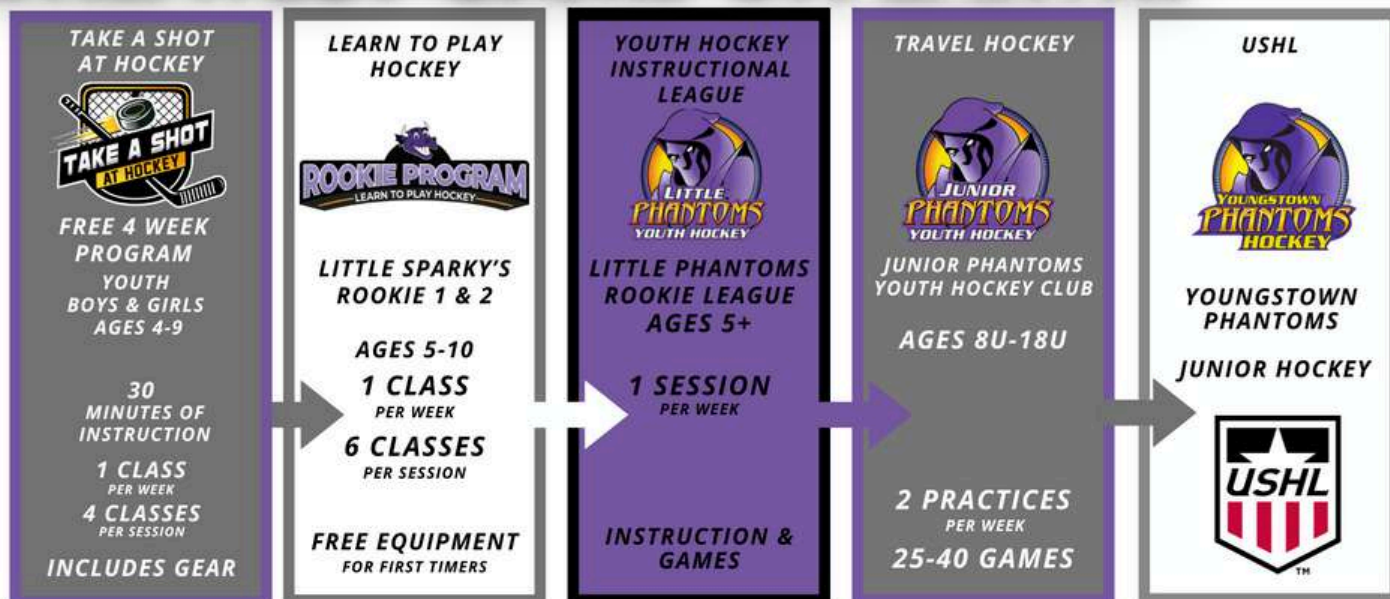 TAKE A SHOT
AT HOCKEY
TAKE A SHOT
AT HOCKEY
FREE 4 WEEK
PROGRAM
YOUTH
BOYS & GIRLS
AGES 4-9
30
MINUTES OF
INSTRUCTION
1 CLASS
PER WEEK
4 CLASSES
PER SESSION
INCLUDES GEAR
LEARN TO PLAY
HOCKEY
ROOKIE PROGRAM
LEARN TO PLAY HOCKEY
LITTLE SPARKY'S
ROOKIE 1 & 2
AGES 5-10
1 CLASS
PER WEEK
6 CLASSES
PER SESSION
FREE EQUIPMENT
FOR FIRST TIMERS
YOUTH HOCKEY
INSTRUCTIONAL
LEAGUE
LITTLE
PHANTOMS
YOUTH HOCKEY
LITTLE PHANTOMS
ROOKIE LEAGUE
AGES 5+
1 SESSION
PER WEEK
INSTRUCTION &
GAMES
TRAVEL HOCKEY
JUNIOR
PHANTOMS
YOUTH HOCKEY
JUNIOR PHANTOMS
YOUTH HOCKEY CLUB
AGES 8U-18U
2 PRACTICES
PER WEEK
25-40 GAMES
USHL
YOUNGSTOWN
PHANTOMS
HOCKEY
YOUNGSTOWN
PHANTOMS
JUNIOR HOCKEY
USHL
TM